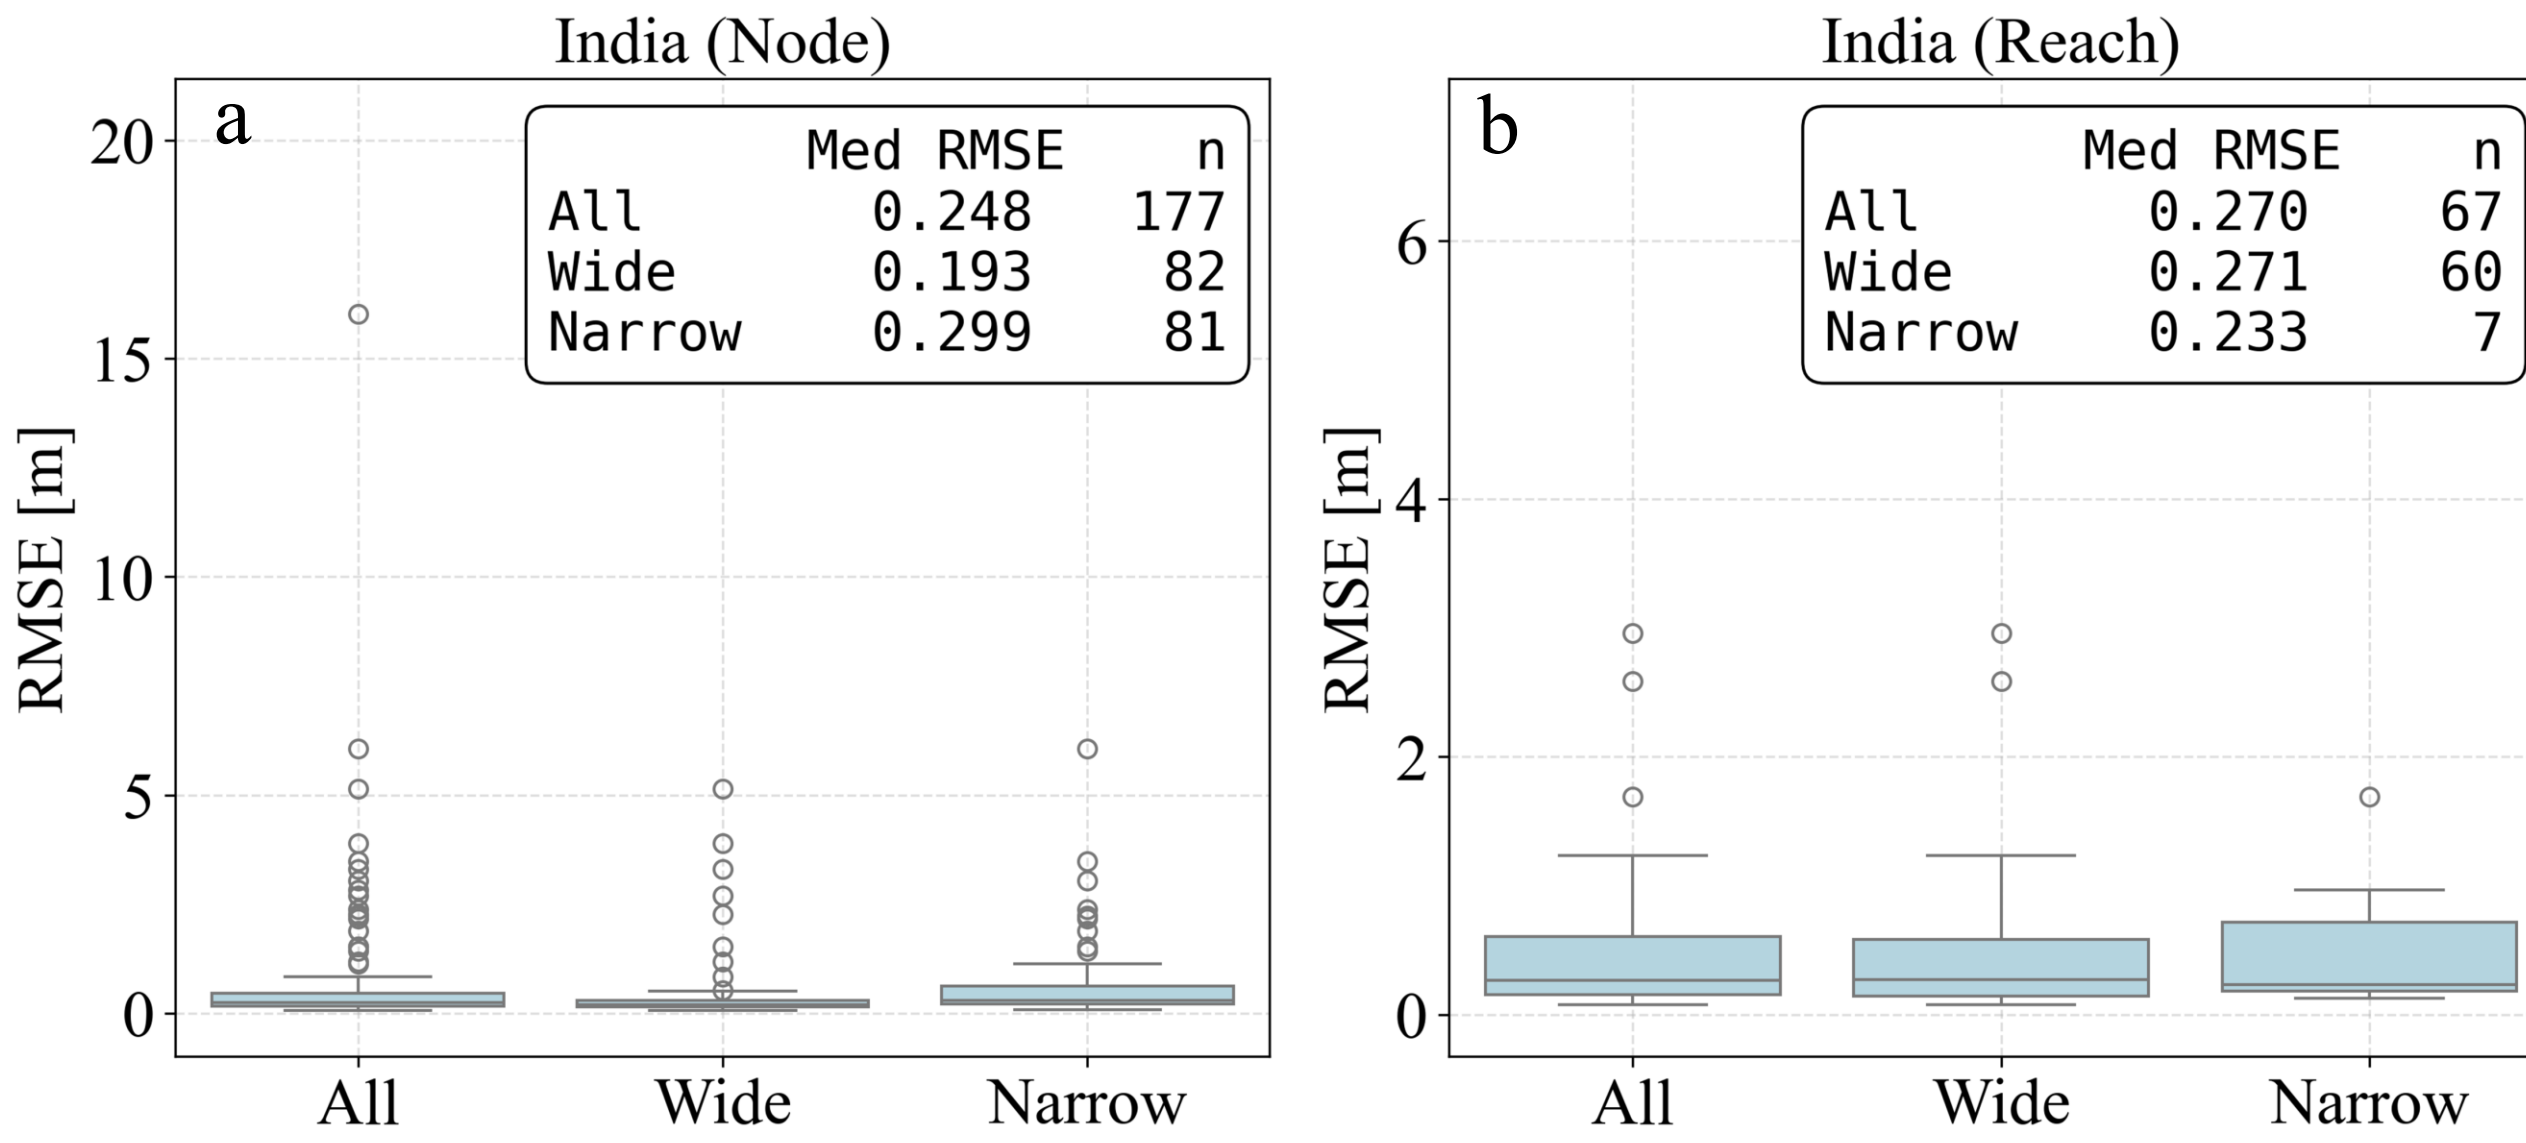 India (Node)
a
Med RMSE n
All 0.248 177
Wide 0.193 82
Narrow 0.299 81
20
15
10
5
0
RMSE [m]
All Wide Narrow
India (Reach)
b
Med RMSE n
All 0.270 67
Wide 0.271 60
Narrow 0.233 7
6
4
2
0
RMSE [m]
All Wide Narrow